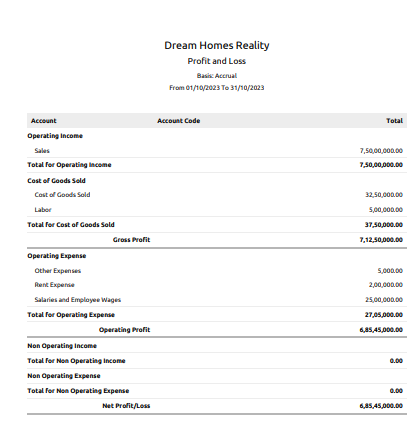 Dream Homes Reality
Profit and Loss
Basis: Accrual
From 01/10/2023 To 31/10/2023
Account Account Code Total
Operating Income
Sales 7,50,00,000.00
Total for Operating Income 7,50,00,000.00
Cost of Goods Sold
Cost of Goods Sold 32,50,000.00
Labor 5,00,000.00
Total for Cost of Goods Sold 37,50,000.00
Gross Profit 7,12,50,000.00
Operating Expense
Other Expenses 5,000.00
Rent Expense 2,00,000.00
Salaries and Employee Wages 25,00,000.00
Total for Operating Expense 27,05,000.00
Operating Profit 6,85,45,000.00
Non Operating Income
Total for Non Operating Income 0.00
Non Operating Expense
Total for Non Operating Expense 0.00
Net Profit/Loss 6,85,45,000.00